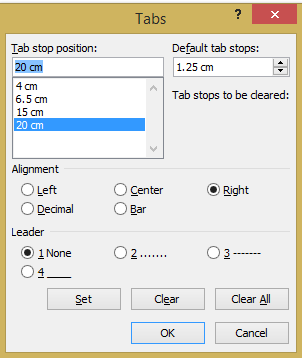 Tabs ? X
Tab stop position: Default tab stops:
20 cm 1.25 cm
4 cm Tab stops to be cleared:
6.5 cm
15 cm
20 cm
Alignment
Left Center Right
Decimal Bar
Leader
1 None 2 ....... 3 -------
4 ____
Set Clear Clear All
OK Cancel